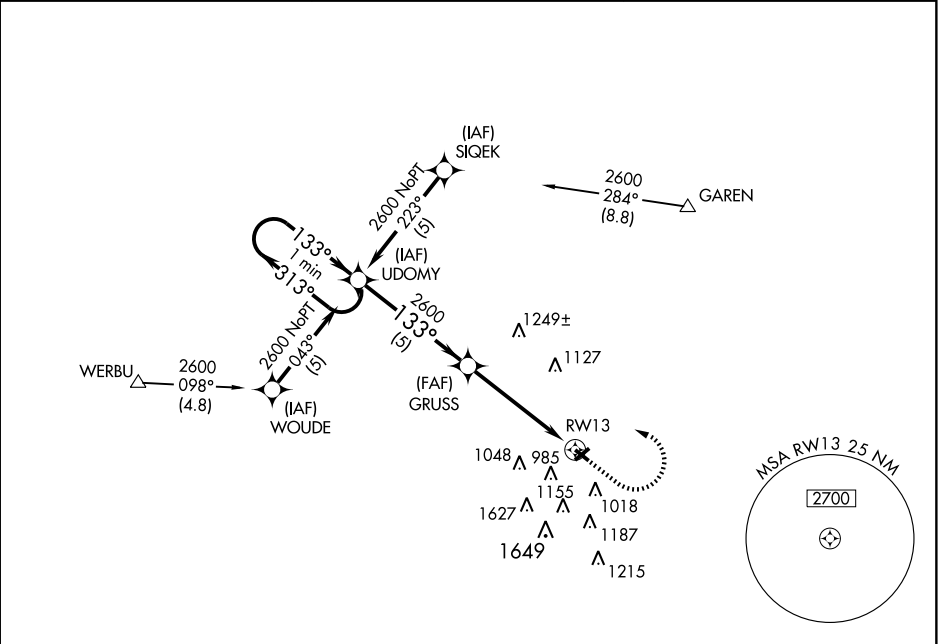 (IAF)
SIQEK
2600 NoPT
223°
(5)
2600
284°
(8.8)
GAREN
133°
1 min
313°
(IAF)
UDOMY
2600
133°
(5)
2600 NoPT
043°
(5)
1249±
1127
WERBU
2600
098°
(4.8)
(IAF)
WOUDE
(FAF)
GRUSS
RW13
1048
985
1155
1018
1627
1187
1649
1215
MSA RW13 25 NM
2700